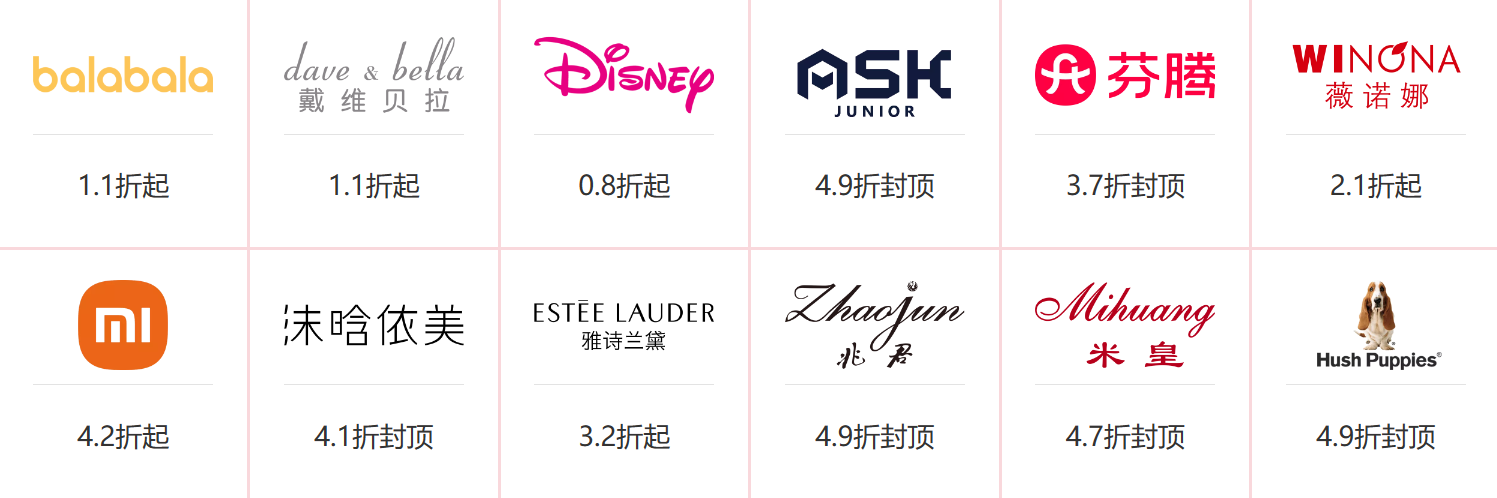 balabala
dave & bella
戴维贝拉
Disney
ASK
JUNIOR
芬腾
WINONA
薇诺娜
1.1折起
1.1折起
0.8折起
4.9折封顶
3.7折封顶
2.1折起
mi
沫晗依美
ESTĒE LAUDER
雅诗兰黛
Zhaojun
兆君
Mihuang
米皇
Hush Puppies®
4.2折起
4.1折封顶
3.2折起
4.9折封顶
4.7折封顶
4.9折封顶